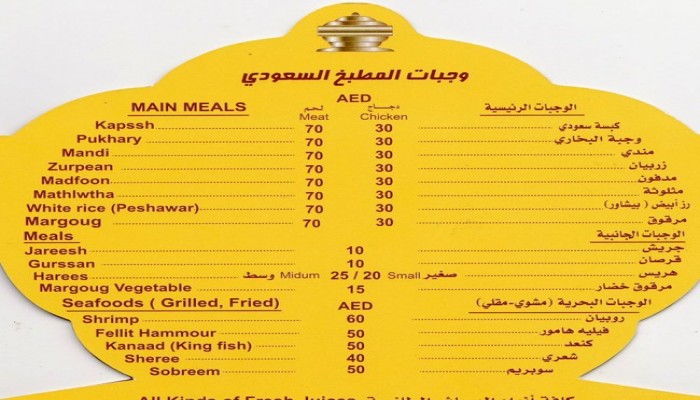 وجبات المطبخ السعودي
AED
MAIN MEALS لحم دجاج الوجبات الرئيسية
Meat Chicken
Kapssh 70 30 كبسة سعودي
Pukhary 70 30 وجبة البخاري
Mandi 70 30 مندي
Zurpean 70 30 زربيان
Madfoon 70 30 مدفون
Mathlwtha 70 30 مثلوثة
White rice (Peshawar) 70 30 رز أبيض ( بيشاور)
Margoug 70 30 مرقوق
Meals الوجبات الجانبية
Jareesh 10 جريش
Gurssan 10 قرصان
Harees وسط Midum 25 / 20 Small صغير هريس
Margoug Vegetable 15 مرقوق خضار
Seafoods ( Grilled, Fried) AED الوجبات البحرية (مشوي-مقلي)
Shrimp 60 روبيان
Fellit Hammour 50 فيليه هامور
Kanaad (King fish) 50 كنعد
Sheree 40 شعري
Sobreem 50 سوبريم
All Kinds of Fresh Juices